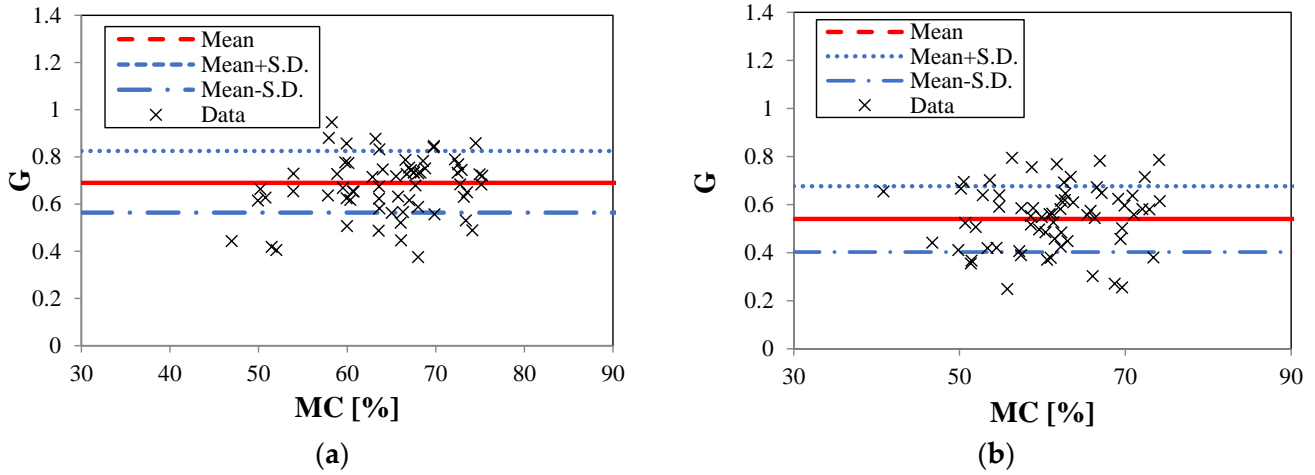 1.4
1.2
1
0.8
0.6
0.4
0.2
0
G
Mean
Mean+S.D.
Mean-S.D.
Data
30 40 50 60 70 80 90
MC [%]
(a)
1.4
1.2
1
0.8
0.6
0.4
0.2
0
G
Mean
Mean+S.D.
Mean-S.D.
Data
30 50 70 90
MC [%]
(b)